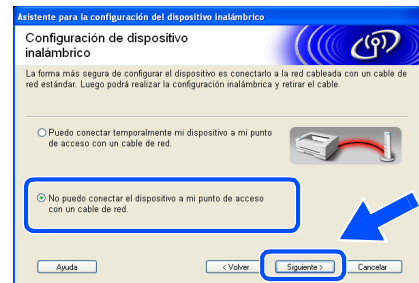 Asistente para la configuración del dispositivo inalámbrico
Configuración de dispositivo
inalámbrico
La forma más segura de configurar el dispositivo es conectarlo a la red cableada con un cable de
red estándar. Luego podrá realizar la configuración inalámbrica y retirar el cable.
Puedo conectar temporalmente mi dispositivo a mi punto
de acceso con un cable de red.
No puedo conectar el dispositivo a mi punto de acceso
con un cable de red.
Ayuda
< Volver
Siguiente >
Cancelar